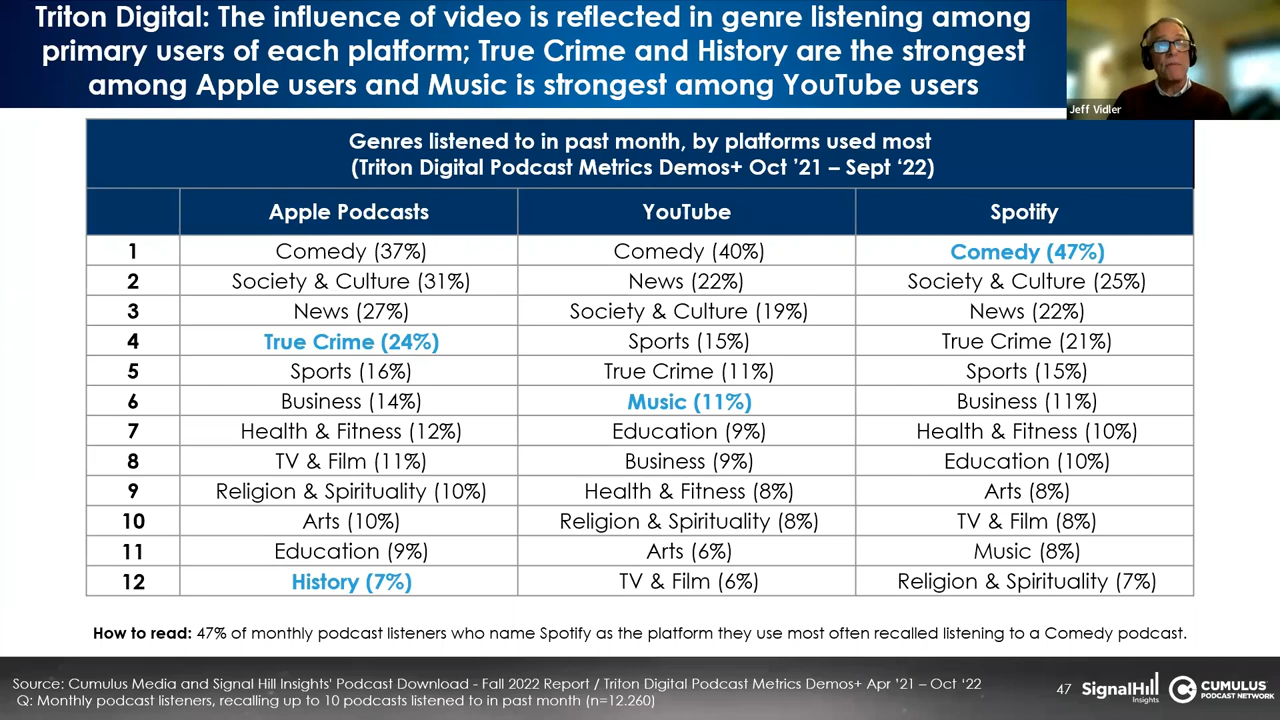 Triton Digital: The influence of video is reflected in genre listening among
primary users of each platform; True Crime and History are the strongest
among Apple users and Music is strongest among YouTube users
Jeff Vidler
Genres listened to in past month, by platforms used most
(Triton Digital Podcast Metrics Demos+ Oct ’21 – Sept ‘22)
Apple Podcasts YouTube Spotify
1 Comedy (37%) Comedy (40%) Comedy (47%)
2 Society & Culture (31%) News (22%) Society & Culture (25%)
3 News (27%) Society & Culture (19%) News (22%)
4 True Crime (24%) Sports (15%) True Crime (21%)
5 Sports (16%) True Crime (11%) Sports (15%)
6 Business (14%) Music (11%) Business (11%)
7 Health & Fitness (12%) Education (9%) Health & Fitness (10%)
8 TV & Film (11%) Business (9%) Education (10%)
9 Religion & Spirituality (10%) Health & Fitness (8%) Arts (8%)
10 Arts (10%) Religion & Spirituality (8%) TV & Film (8%)
11 Education (9%) Arts (6%) Music (8%)
12 History (7%) TV & Film (6%) Religion & Spirituality (7%)
How to read: 47% of monthly podcast listeners who name Spotify as the platform they use most often recalled listening to a Comedy podcast.
Source: Cumulus Media and Signal Hill Insights' Podcast Download - Fall 2022 Report / Triton Digital Podcast Metrics Demos+ Apr ’21 – Oct ‘22
Q: Monthly podcast listeners, recalling up to 10 podcasts listened to in past month (n=12.260)
47
SignalHill
Insights
CUMULUS
PODCAST NETWORK